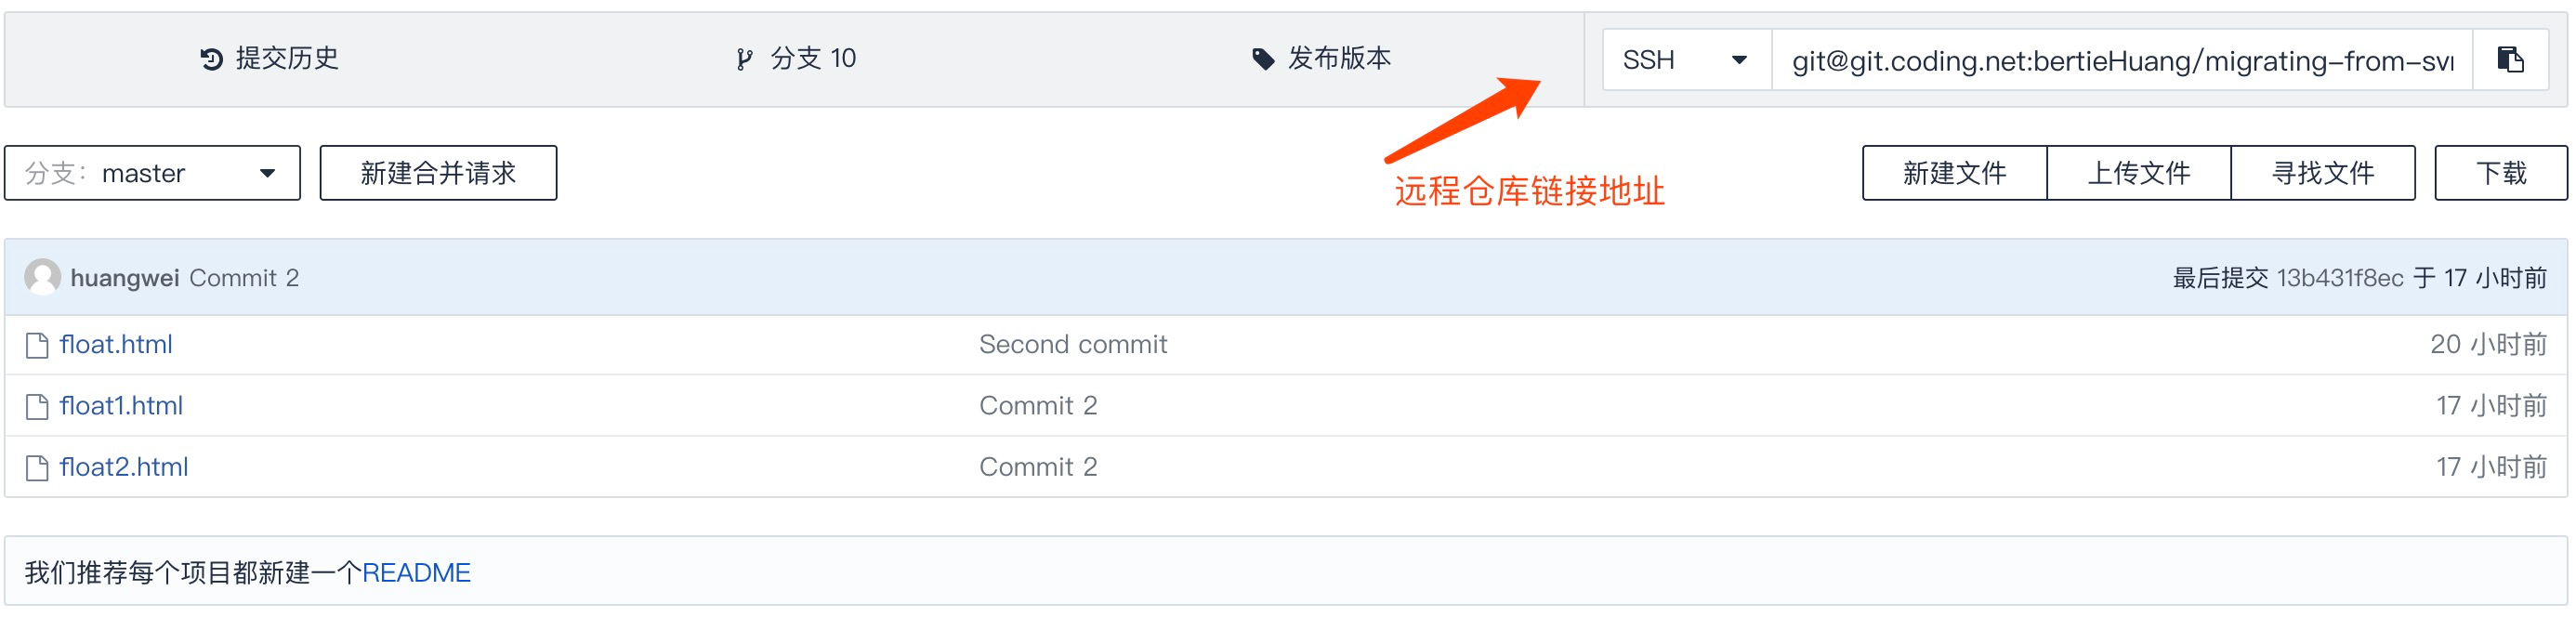 提交历史
分支 10
发布版本
SSH
git@git.coding.net:bertieHuang/migrating-from-sv
远程仓库链接地址
分支: master
新建合并请求
新建文件
上传文件
寻找文件
下载
huangwei Commit 2
最后提交 13b431f8ec 于 17 小时前
float.html
Second commit
20 小时前
float1.html
Commit 2
17 小时前
float2.html
Commit 2
17 小时前
我们推荐每个项目都新建一个README